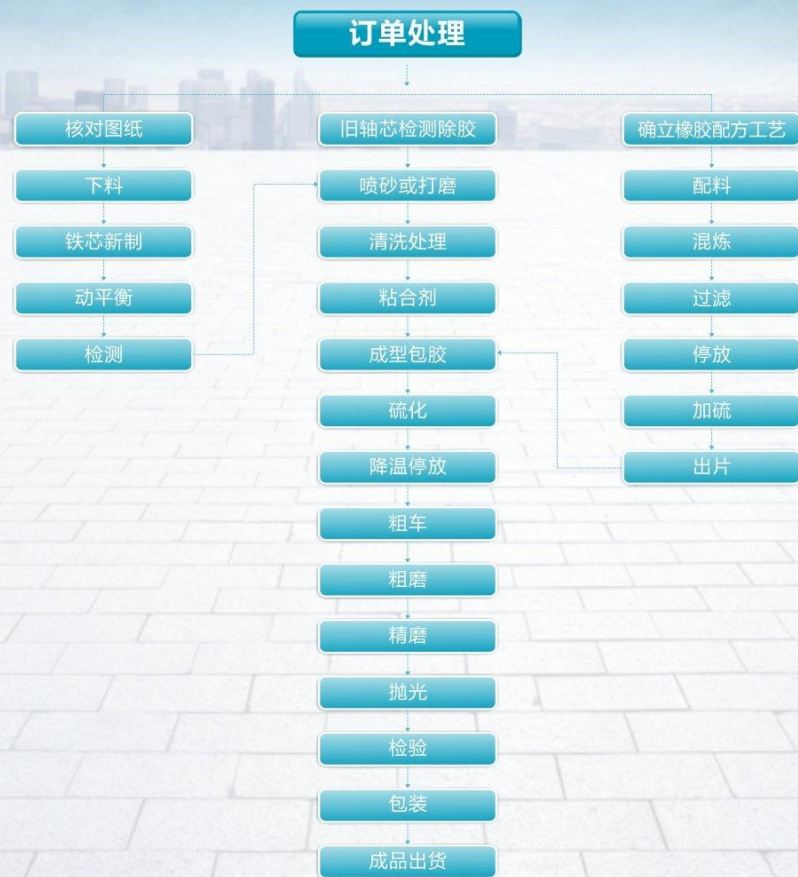 订单处理
核对图纸
下料
铁芯新制
动平衡
检测
旧轴芯检测除胶
喷砂或打磨
清洗处理
粘合剂
成型包胶
硫化
降温停放
粗车
粗磨
精磨
抛光
检验
包装
成品出货
确立橡胶配方工艺
配料
混炼
过滤
停放
加硫
出片